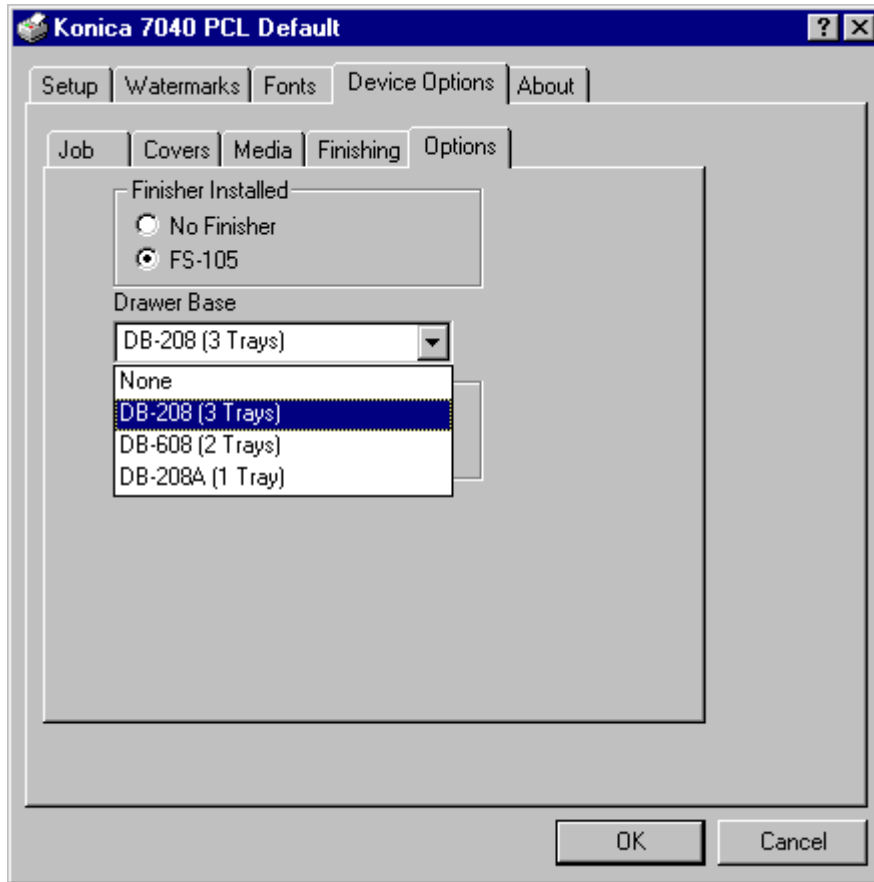 Konica 7040 PCL Default
Setup Watermarks Fonts Device Options About
Job Covers Media Finishing Options
Finisher Installed
No Finisher
FS-105
Drawer Base
DB-208 (3 Trays)
None
DB-208 (3 Trays)
DB-608 (2 Trays)
DB-208A (1 Tray)
OK Cancel